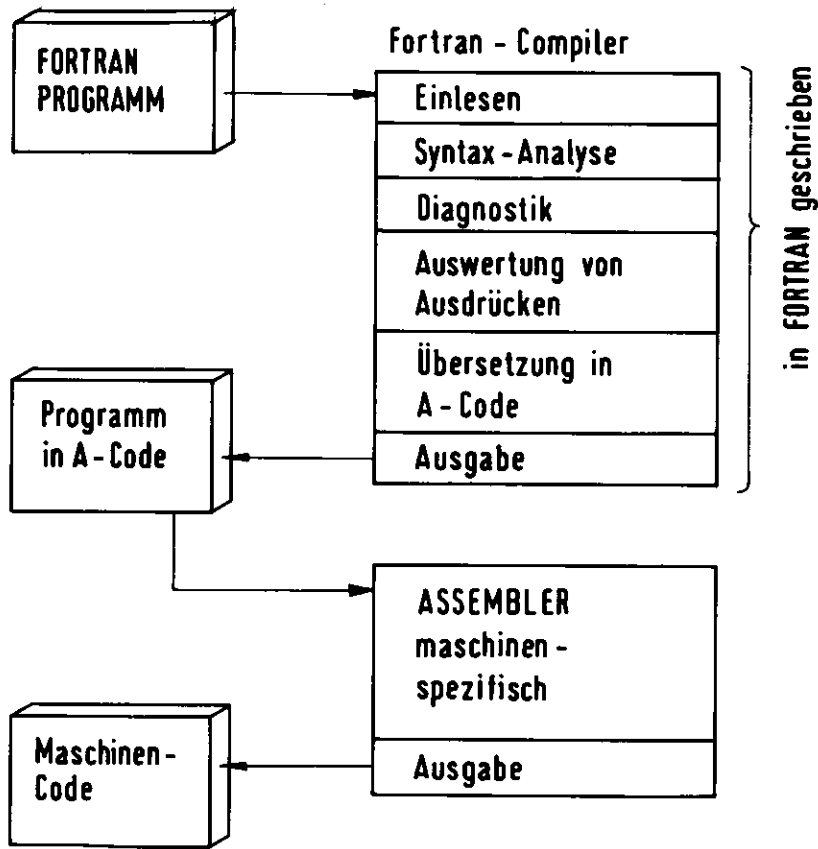 FORTRAN
PROGRAMM
Fortran - Compiler
Einlesen
Syntax - Analyse
Diagnostik
Auswertung von
Ausdrücken
Übersetzung in
A - Code
Ausgabe
in FORTRAN geschrieben
Programm
in A - Code
ASSEMBLER
maschinen -
spezifisch
Ausgabe
Maschinen -
Code